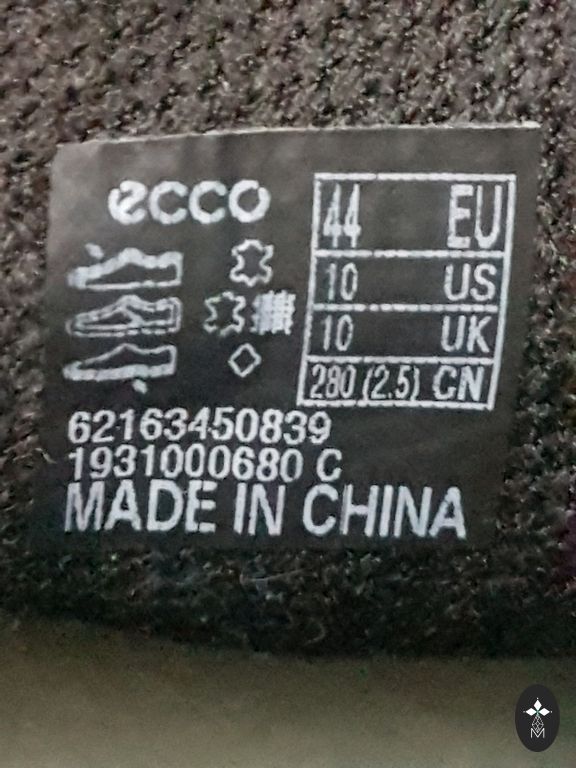 ecco
44 EU
10 US
10 UK
280 (2.5) CN
62163450839
1931000680 C
MADE IN CHINA
M